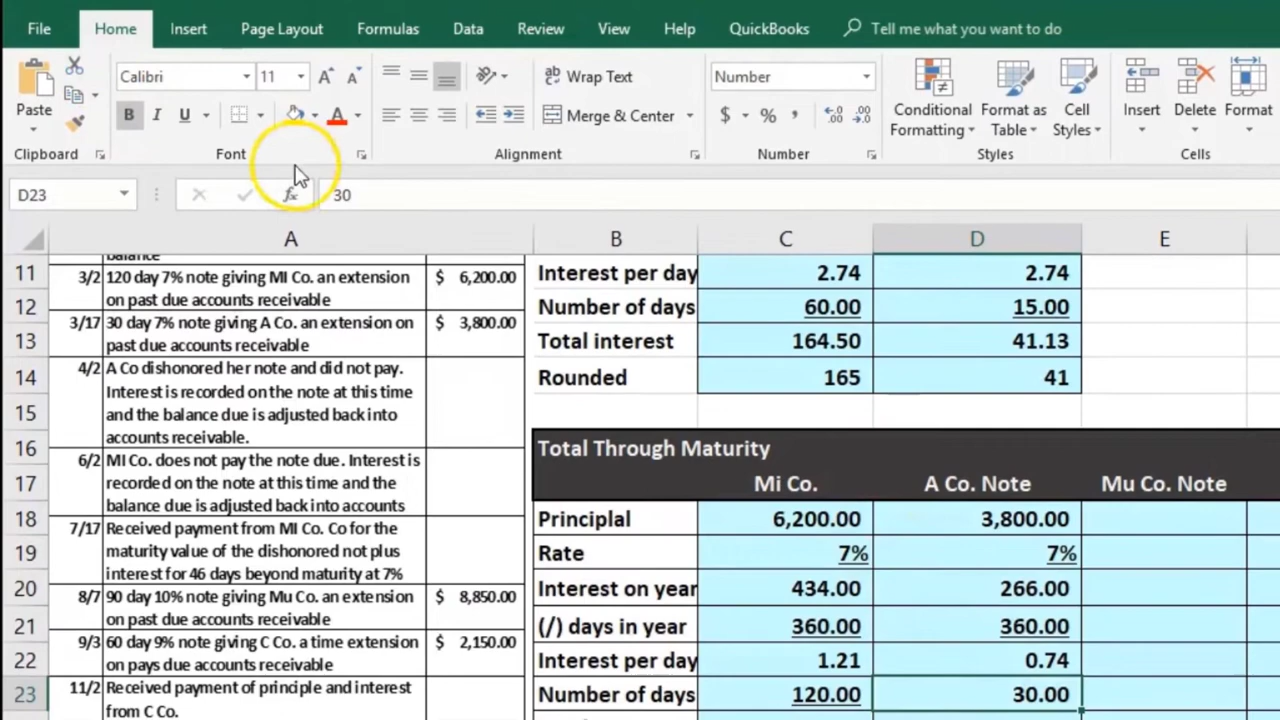 File Home Insert Page Layout Formulas Data Review View Help QuickBooks Tell me what you want to do
Calibri 11 A A Wrap Text Number
Paste B I U A Merge & Center $ % , .00 .00 Conditional Formatting Format as Table Cell Styles Insert Delete Format
Clipboard Font Alignment Number Styles Cells
D23 fx 30
A B C D E
balance
11 3/2 120 day 7% note giving MI Co. an extension $ 6,200.00 Interest per day 2.74 2.74
on past due accounts receivable
12 Number of days 60.00 15.00
3/17 30 day 7% note giving A Co. an extension on $ 3,800.00
13 past due accounts receivable Total interest 164.50 41.13
4/2 A Co dishonored her note and did not pay.
14 Interest is recorded on the note at this time Rounded 165 41
15 and the balance due is adjusted back into
accounts receivable.
16 6/2 MI Co. does not pay the note due. Interest is Total Through Maturity
17 recorded on the note at this time and the Mi Co. A Co. Note Mu Co. Note
balance due is adjusted back into accounts
18 7/17 Received payment from MI Co. Co for the Principlal 6,200.00 3,800.00
19 maturity value of the dishonored not plus Rate 7% 7%
interest for 46 days beyond maturity at 7%
20 8/7 90 day 10% note giving Mu Co. an extension $ 8,850.00 Interest on year 434.00 266.00
21 on past due accounts receivable (/) days in year 360.00 360.00
9/3 60 day 9% note giving C Co. a time extension $ 2,150.00
22 on pays due accounts receivable Interest per day 1.21 0.74
23 11/2 Received payment of principle and interest Number of days 120.00 30.00
from C Co.